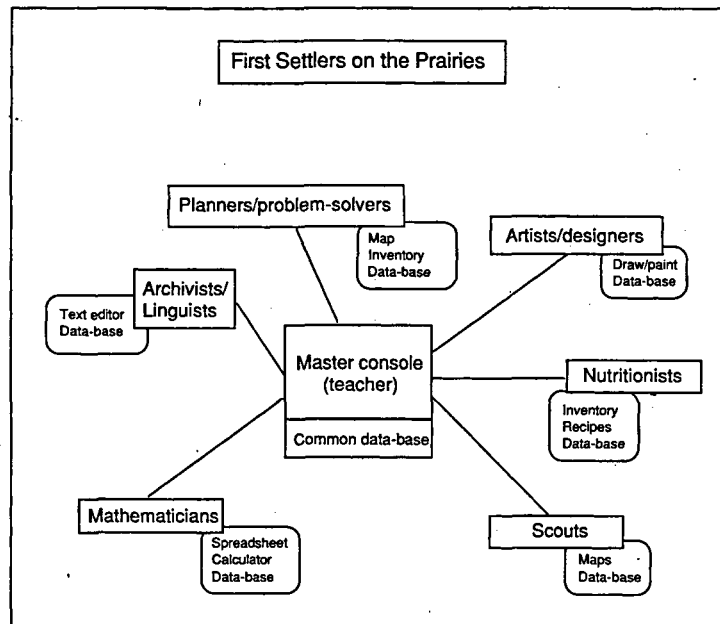 First Settlers on the Prairies
Planners/problem-solvers
Map
Inventory
Data-base
Artists/designers
Draw/paint
Data-base
Archivists/
Linguists
Text editor
Data-base
Master console
(teacher)
Common data-base
Nutritionists
Inventory
Recipes
Data-base
Mathematicians
Spreadsheet
Calculator
Data-base
Scouts
Maps
Data-base